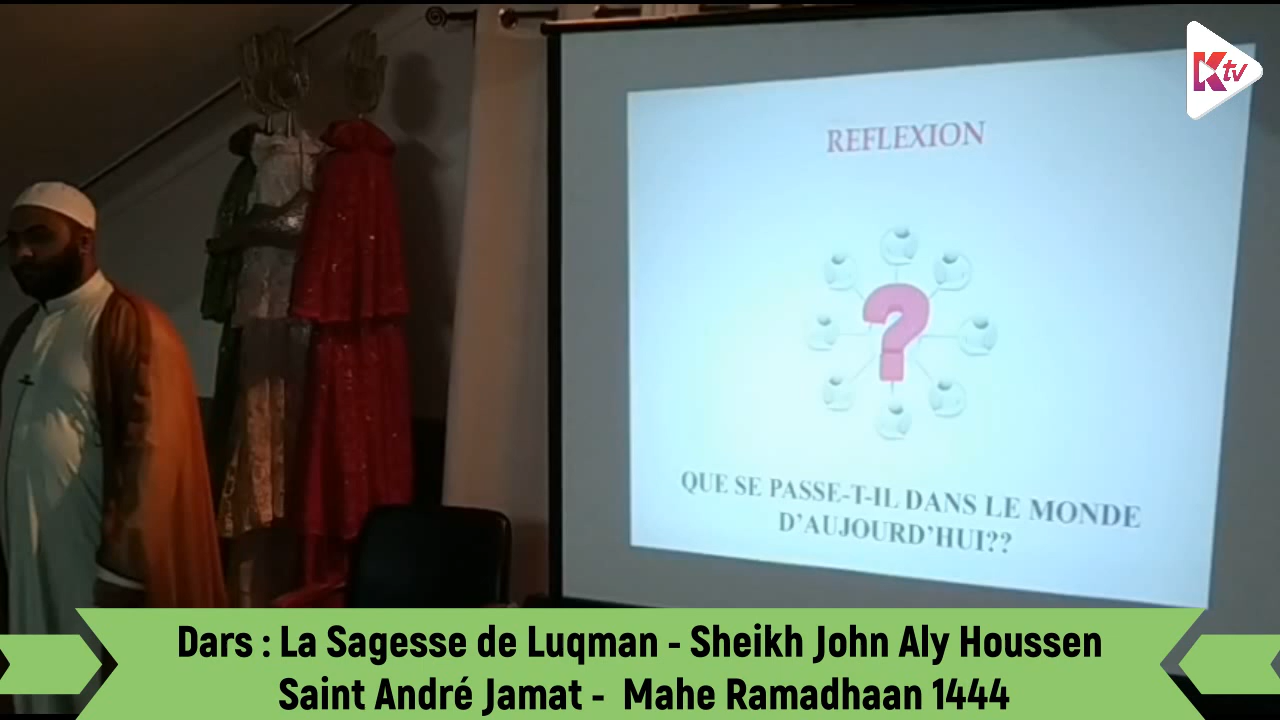 Ktv
REFLEXION
?
QUE SE PASSE-T-IL DANS LE MONDE
D'AUJOURD'HUI??
Dars : La Sagesse de Luqman - Sheikh John Aly Houssen
Saint André Jamat - Mahe Ramadhaan 1444